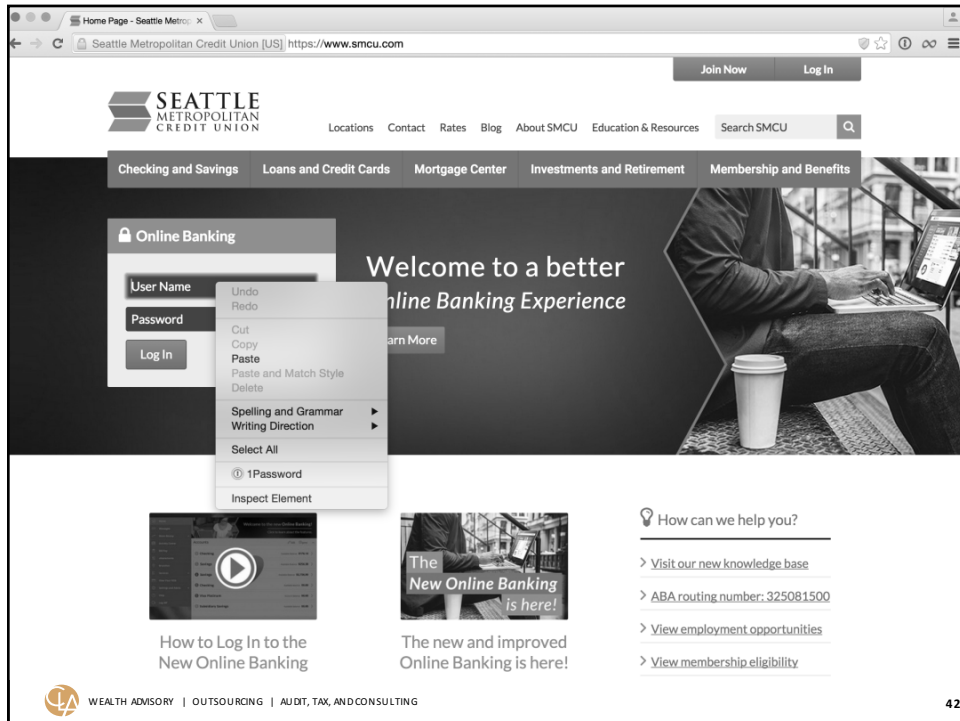 Home Page - Seattle Metrop ×
Seattle Metropolitan Credit Union [US] https://www.smcu.com
Join Now Log In
SEATTLE
METROPOLITAN
CREDIT UNION
Locations Contact Rates Blog About SMCU Education & Resources Search SMCU
Checking and Savings Loans and Credit Cards Mortgage Center Investments and Retirement Membership and Benefits
Online Banking
User Name
Password
Log In
Welcome to a better
nline Banking Experience
arn More
Undo
Redo
Cut
Copy
Paste
Paste and Match Style
Delete
Spelling and Grammar
Writing Direction
Select All
1Password
Inspect Element
The
New Online Banking
is here!
How to Log In to the
New Online Banking
The new and improved
Online Banking is here!
How can we help you?
> Visit our new knowledge base
> ABA routing number: 325081500
> View employment opportunities
> View membership eligibility
CLA
WEALTH ADVISORY | OUTSOURCING | AUDIT, TAX, AND CONSULTING
42